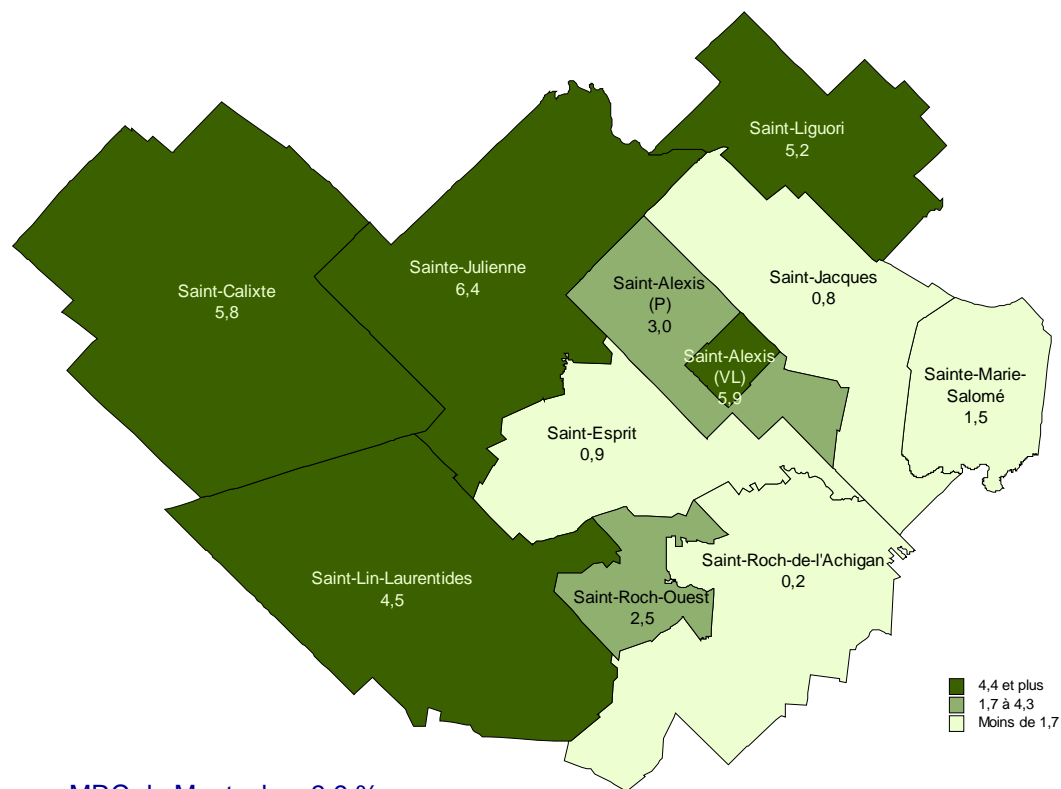 Saint-Liguori
5,2
Sainte-Julienne
6,4
Saint-Calixte
5,8
Saint-Alexis
(P)
3,0
Saint-Jacques
0,8
Saint-Alexis
(VL)
5,9
Sainte-Marie-
Salomé
1,5
Saint-Esprit
0,9
Saint-Roch-de-l'Achigan
0,2
Saint-Lin-Laurentides
4,5
Saint-Roch-Ouest
2,5
4,4 et plus
1,7 à 4,3
Moins de 1,7